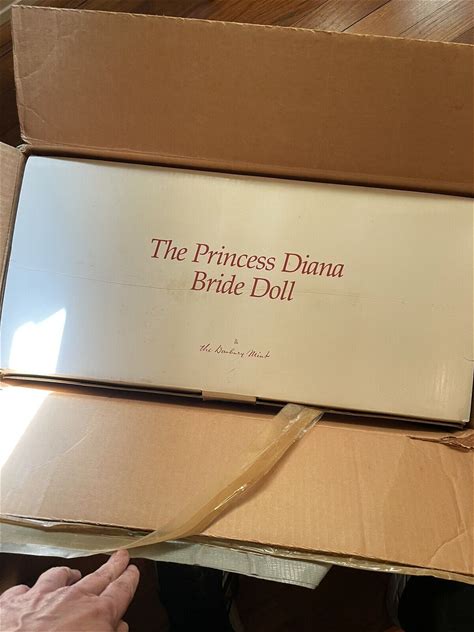 The Princess Diana
Bride Doll
the Danbury Mint